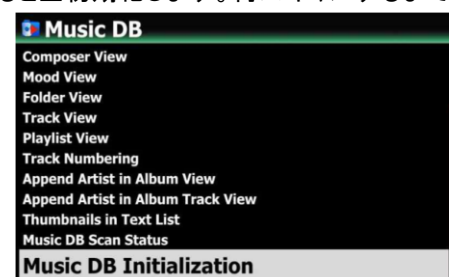 Music DB
Composer View
Mood View
Folder View
Track View
Playlist View
Track Numbering
Append Artist in Album View
Append Artist in Album Track View
Thumbnails in Text List
Music DB Scan Status
Music DB Initialization